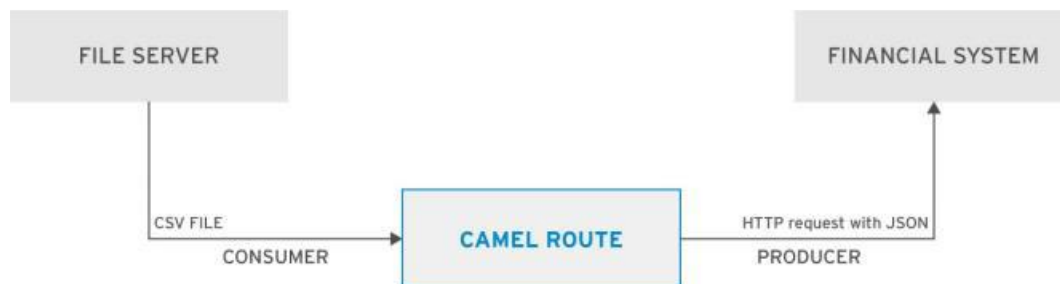 FILE SERVER
FINANCIAL SYSTEM
CSV FILE
CONSUMER
CAMEL ROUTE
HTTP request with JSON
PRODUCER